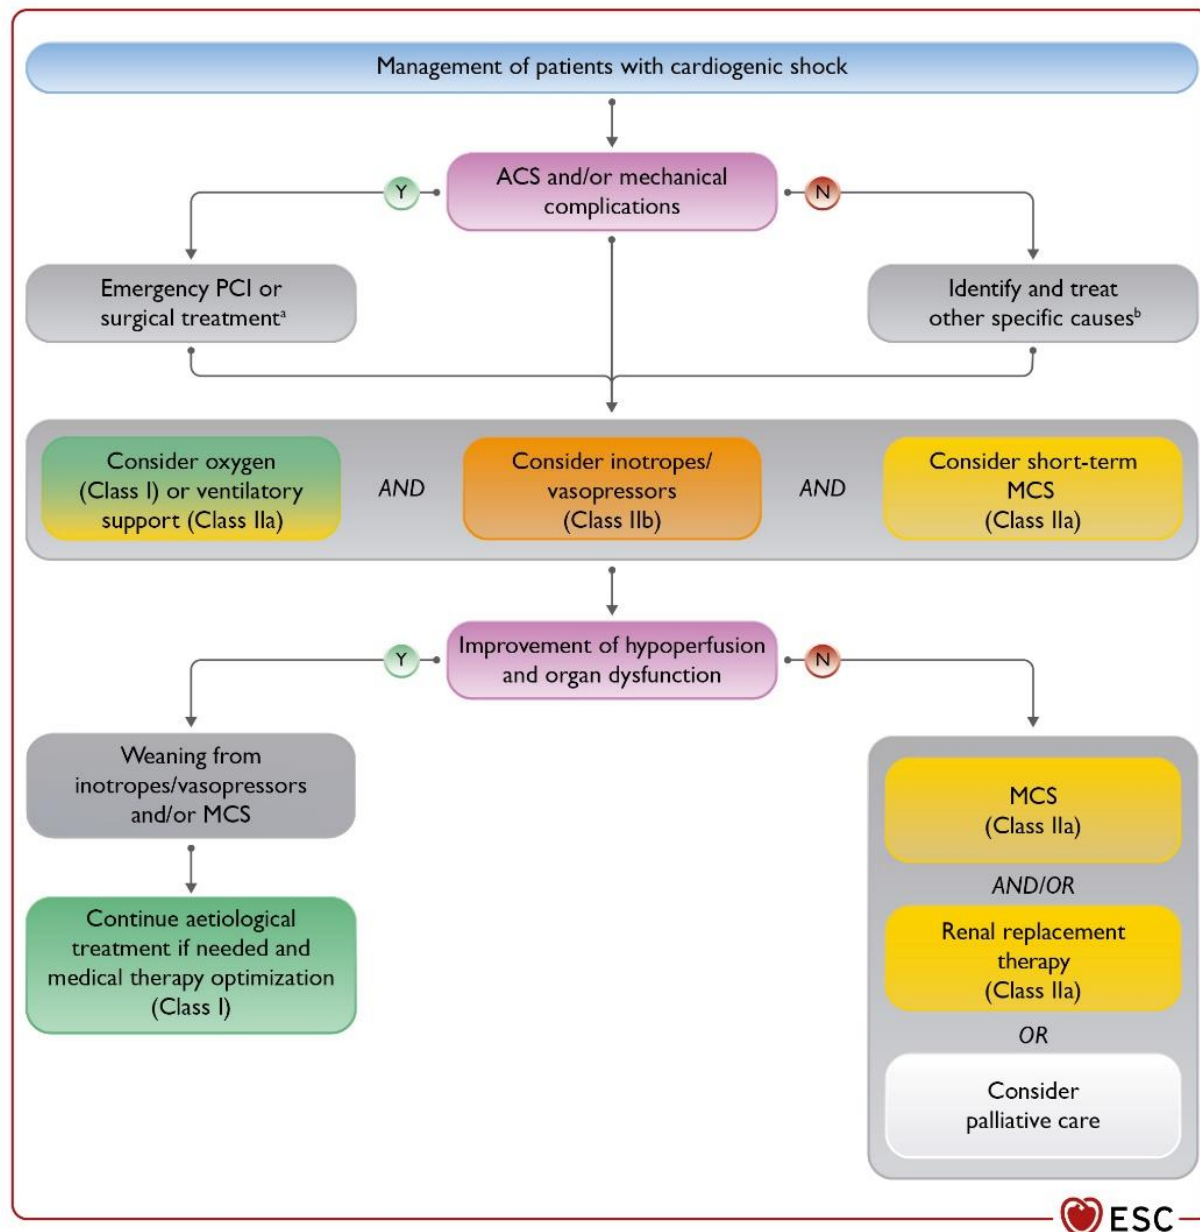 Management of patients with cardiogenic shock
ACS and/or mechanical
complications
Y
N
Emergency PCI or
surgical treatmentᵃ
Identify and treat
other specific causesᵇ
Consider oxygen
(Class I) or ventilatory
support (Class IIa)
AND
Consider inotropes/
vasopressors
(Class IIb)
AND
Consider short-term
MCS
(Class IIa)
Improvement of hypoperfusion
and organ dysfunction
Y
N
Weaning from
inotropes/vasopressors
and/or MCS
Continue aetiological
treatment if needed and
medical therapy optimization
(Class I)
MCS
(Class IIa)
AND/OR
Renal replacement
therapy
(Class IIa)
OR
Consider
palliative care
ESC